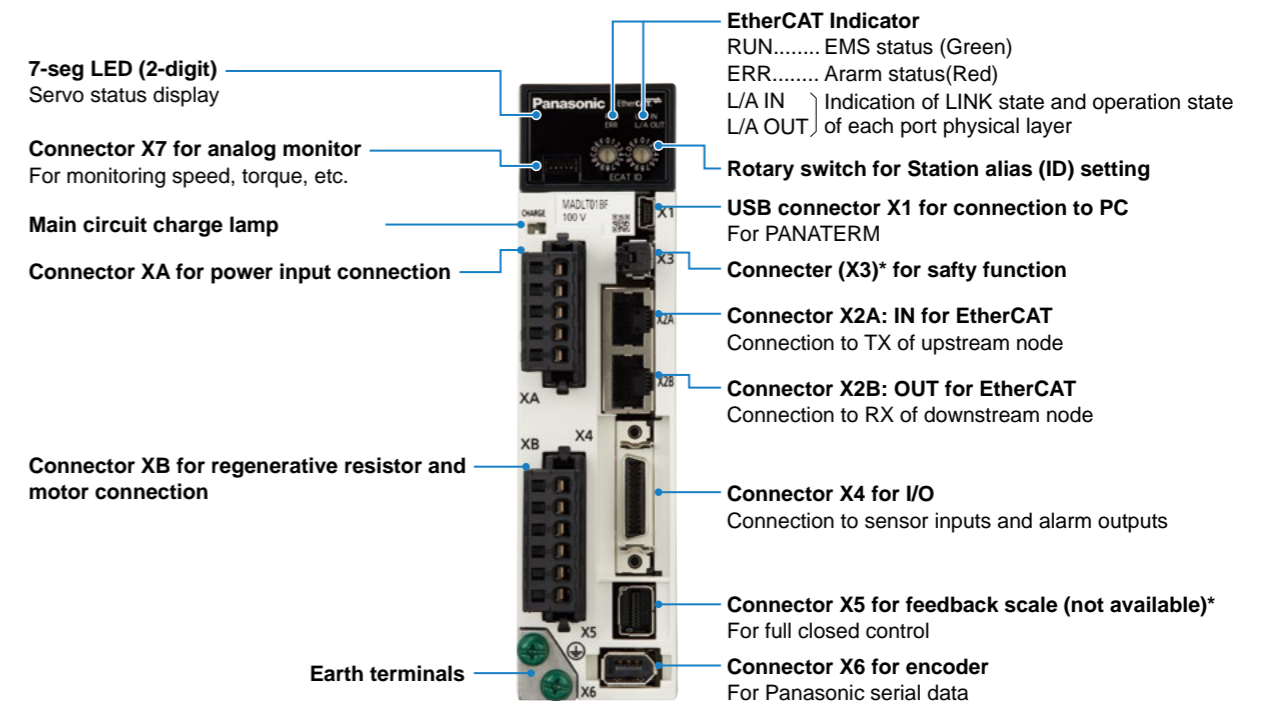 7-seg LED (2-digit)
Servo status display
Connector X7 for analog monitor
For monitoring speed, torque, etc.
Main circuit charge lamp
Connector XA for power input connection
Connector XB for regenerative resistor and
motor connection
Earth terminals
Panasonic
EtherCAT
IN
ERR
L/A OUT
ECAT ID
MADLT01BF
100 V
CHARGE
X1
X3
X2A
X2B
XA
XB
X4
X5
X6
EtherCAT Indicator
RUN........ EMS status (Green)
ERR........ Ararm status(Red)
L/A IN
L/A OUT
Indication of LINK state and operation state
of each port physical layer
Rotary switch for Station alias (ID) setting
USB connector X1 for connection to PC
For PANATERM
Connecter (X3)* for safty function
Connector X2A: IN for EtherCAT
Connection to TX of upstream node
Connector X2B: OUT for EtherCAT
Connection to RX of downstream node
Connector X4 for I/O
Connection to sensor inputs and alarm outputs
Connector X5 for feedback scale (not available)*
For full closed control
Connector X6 for encoder
For Panasonic serial data